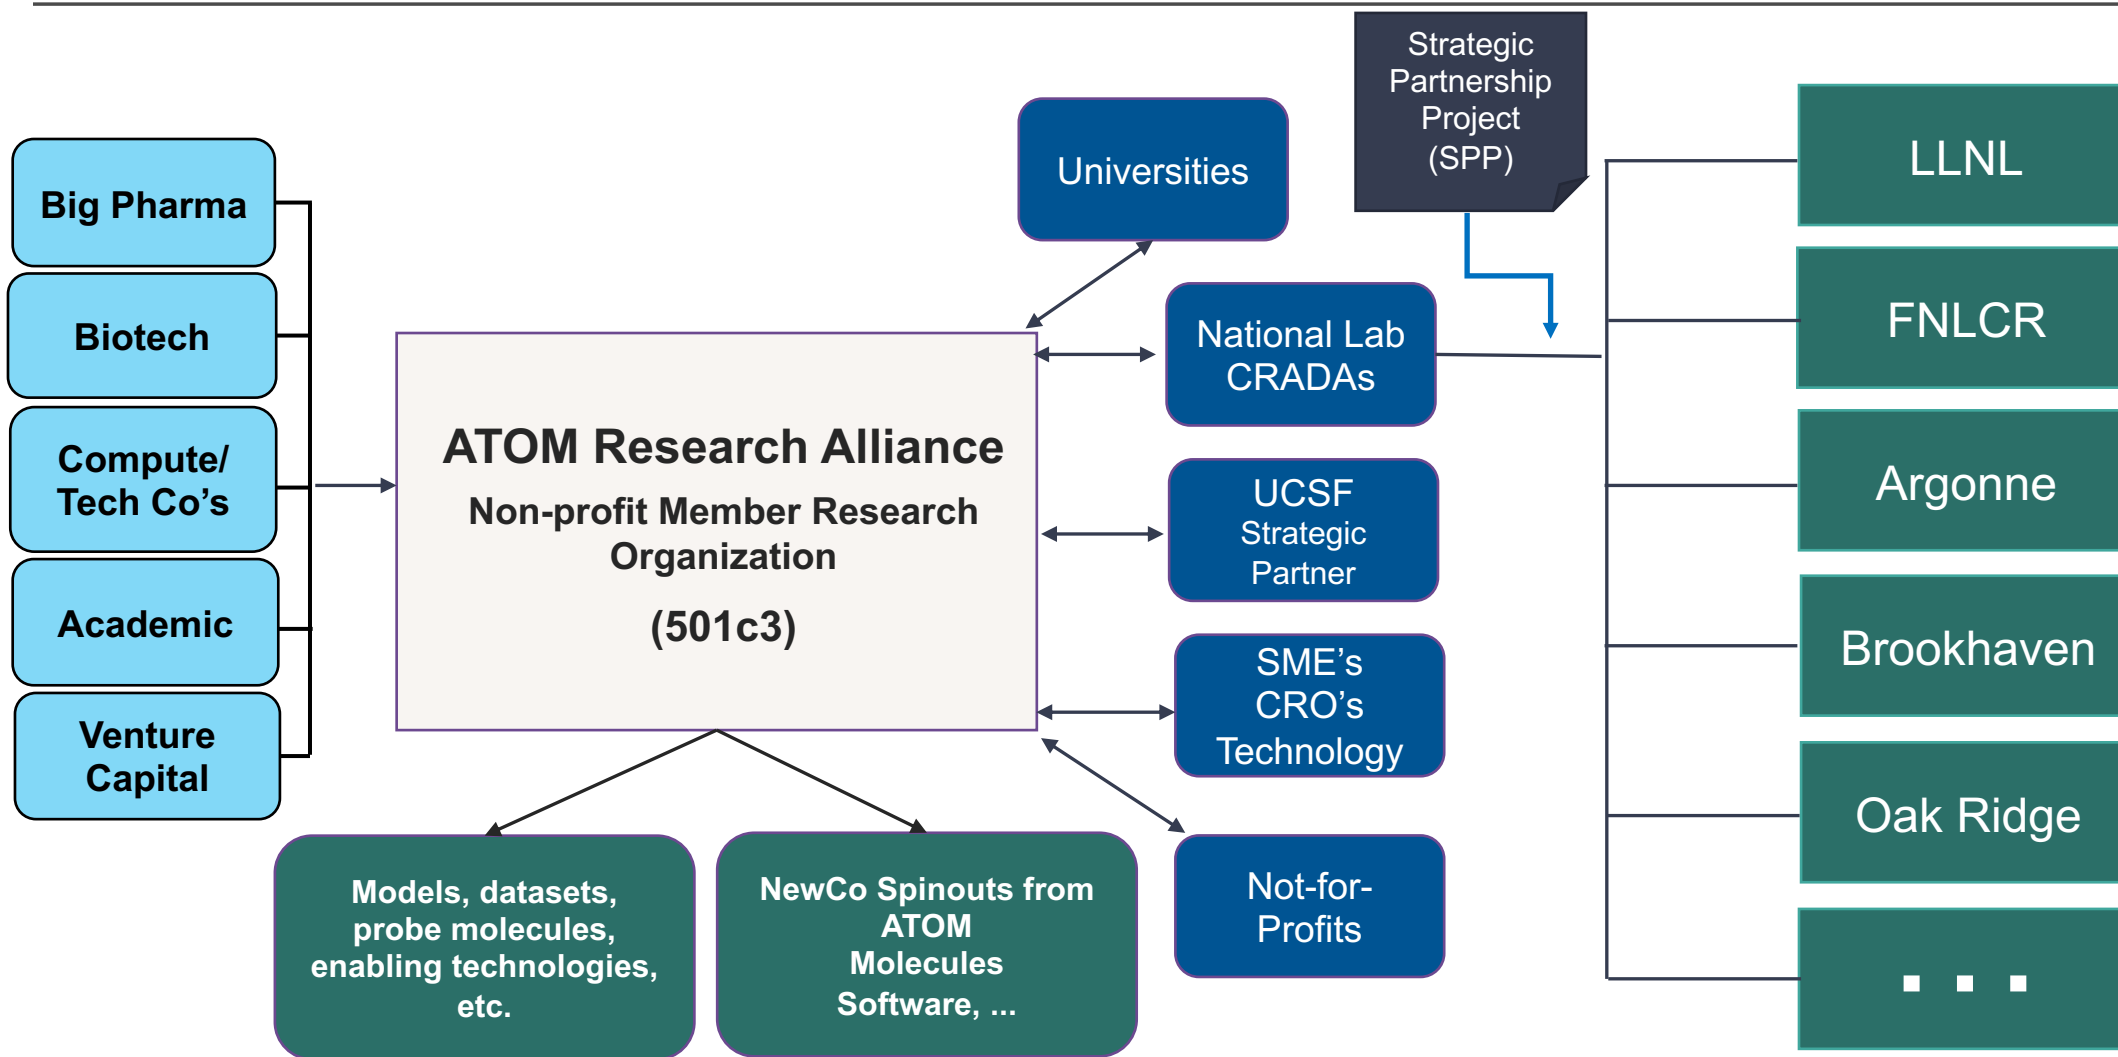 Big Pharma
Biotech
Compute/
Tech Co’s
Academic
Venture
Capital
ATOM Research Alliance
Non-profit Member Research
Organization
(501c3)
Models, datasets,
probe molecules,
enabling technologies,
etc.
NewCo Spinouts from
ATOM
Molecules
Software, ...
Universities
National Lab
CRADAs
UCSF
Strategic
Partner
SME’s
CRO’s
Technology
Not-for-
Profits
Strategic
Partnership
Project
(SPP)
LLNL
FNLCR
Argonne
Brookhaven
Oak Ridge
. . .